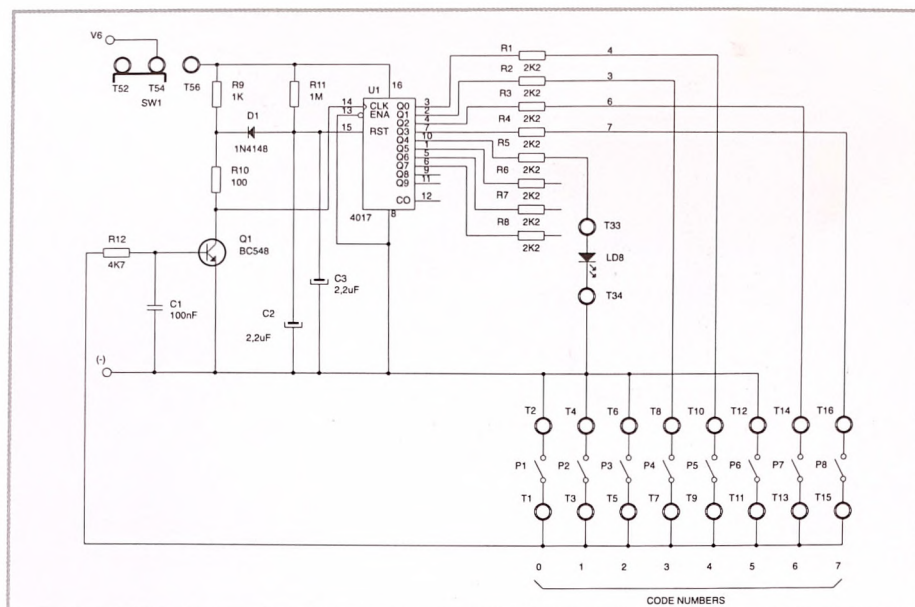 V6
T52 T54 T56
SW1
R9
1K
R11
1M
D1
1N4148
R10
100
U1
16
14
13
15
CLK
ENA
RST
Q0
Q1
Q2
Q3
Q4
Q5
Q6
Q7
Q8
Q9
CO
3
2
4
7
10
1
5
6
9
11
12
4017
8
R1
2K2
R2
2K2
R3
2K2
R4
2K2
R5
2K2
R6
2K2
R7
2K2
R8
2K2
4
3
6
7
T33
LD8
T34
R12
4K7
Q1
BC548
C1
100nF
C3
2,2uF
C2
2,2uF
(-)
T2 T4 T6 T8 T10 T12 T14 T16
P1 P2 P3 P4 P5 P6 P7 P8
T1 T3 T5 T7 T9 T11 T13 T15
0 1 2 3 4 5 6 7
CODE NUMBERS